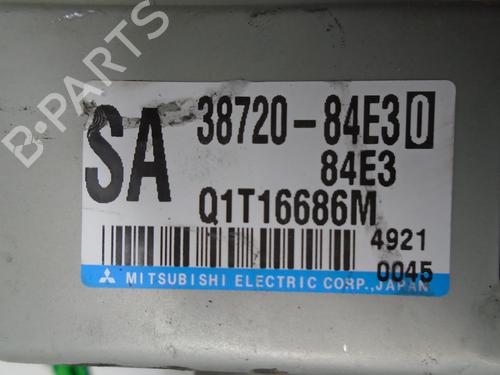 B-PARTS
SA
38720-84E30
84E3
Q1T16686M
4921
0045
MITSUBISHI ELECTRIC CORP., JAPAN